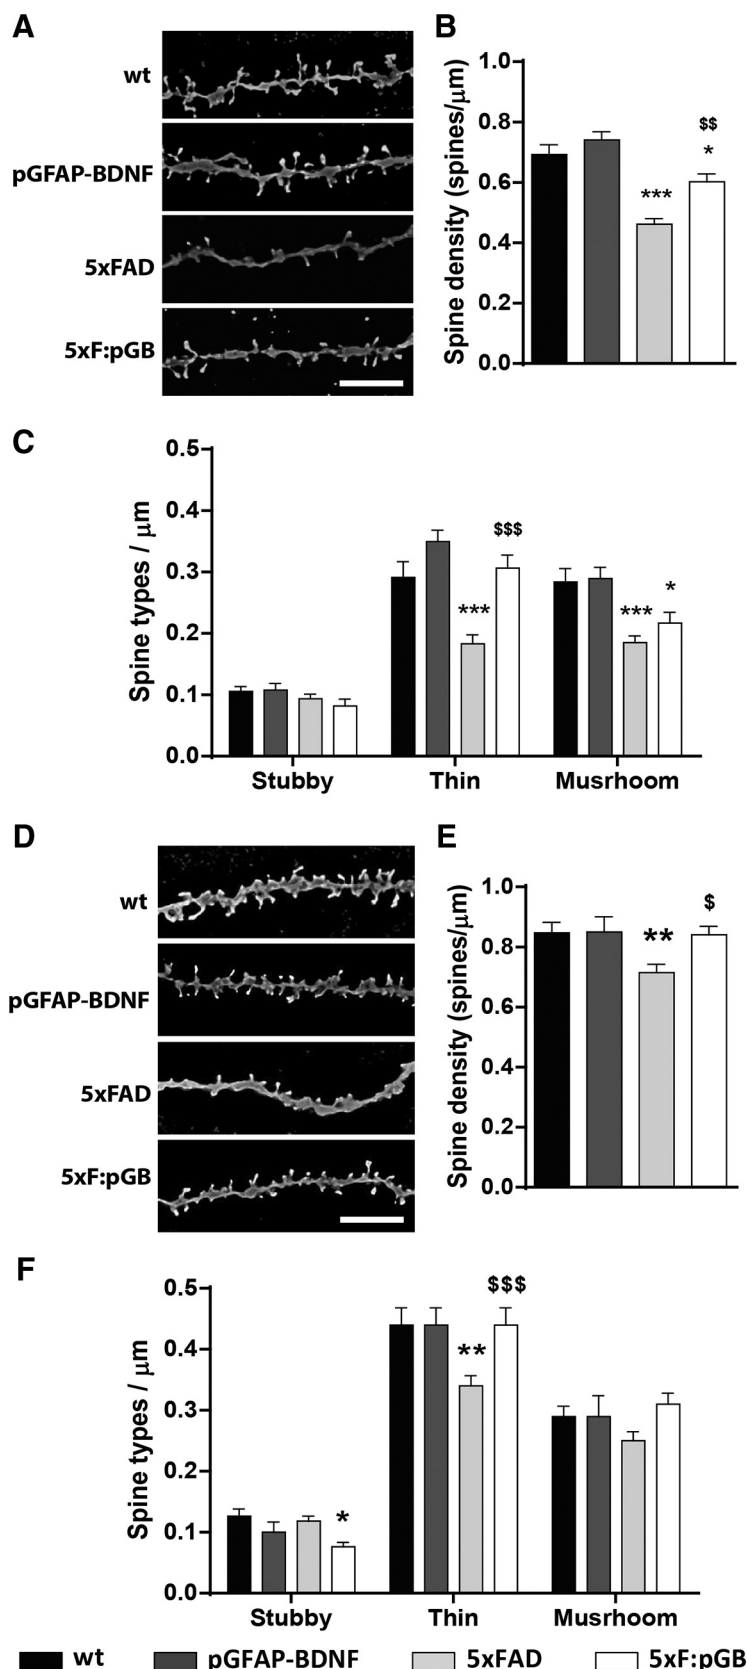 A
wt
pGFAP-BDNF
5xFAD
5xF:pGB
B
Spine density (spines/μm)
1.0
0.8
0.6
0.4
0.2
0.0
***
$$
*
C
Spine types / μm
0.5
0.4
0.3
0.2
0.1
0.0
***
$$$
***
*
Stubby Thin Musrhoom
D
wt
pGFAP-BDNF
5xFAD
5xF:pGB
E
Spine density (spines/μm)
1.0
0.8
0.6
0.4
0.2
0.0
**
$
F
Spine types / μm
0.5
0.4
0.3
0.2
0.1
0.0
*
**
$$$
Stubby Thin Musrhoom
wt pGFAP-BDNF 5xFAD 5xF:pGB